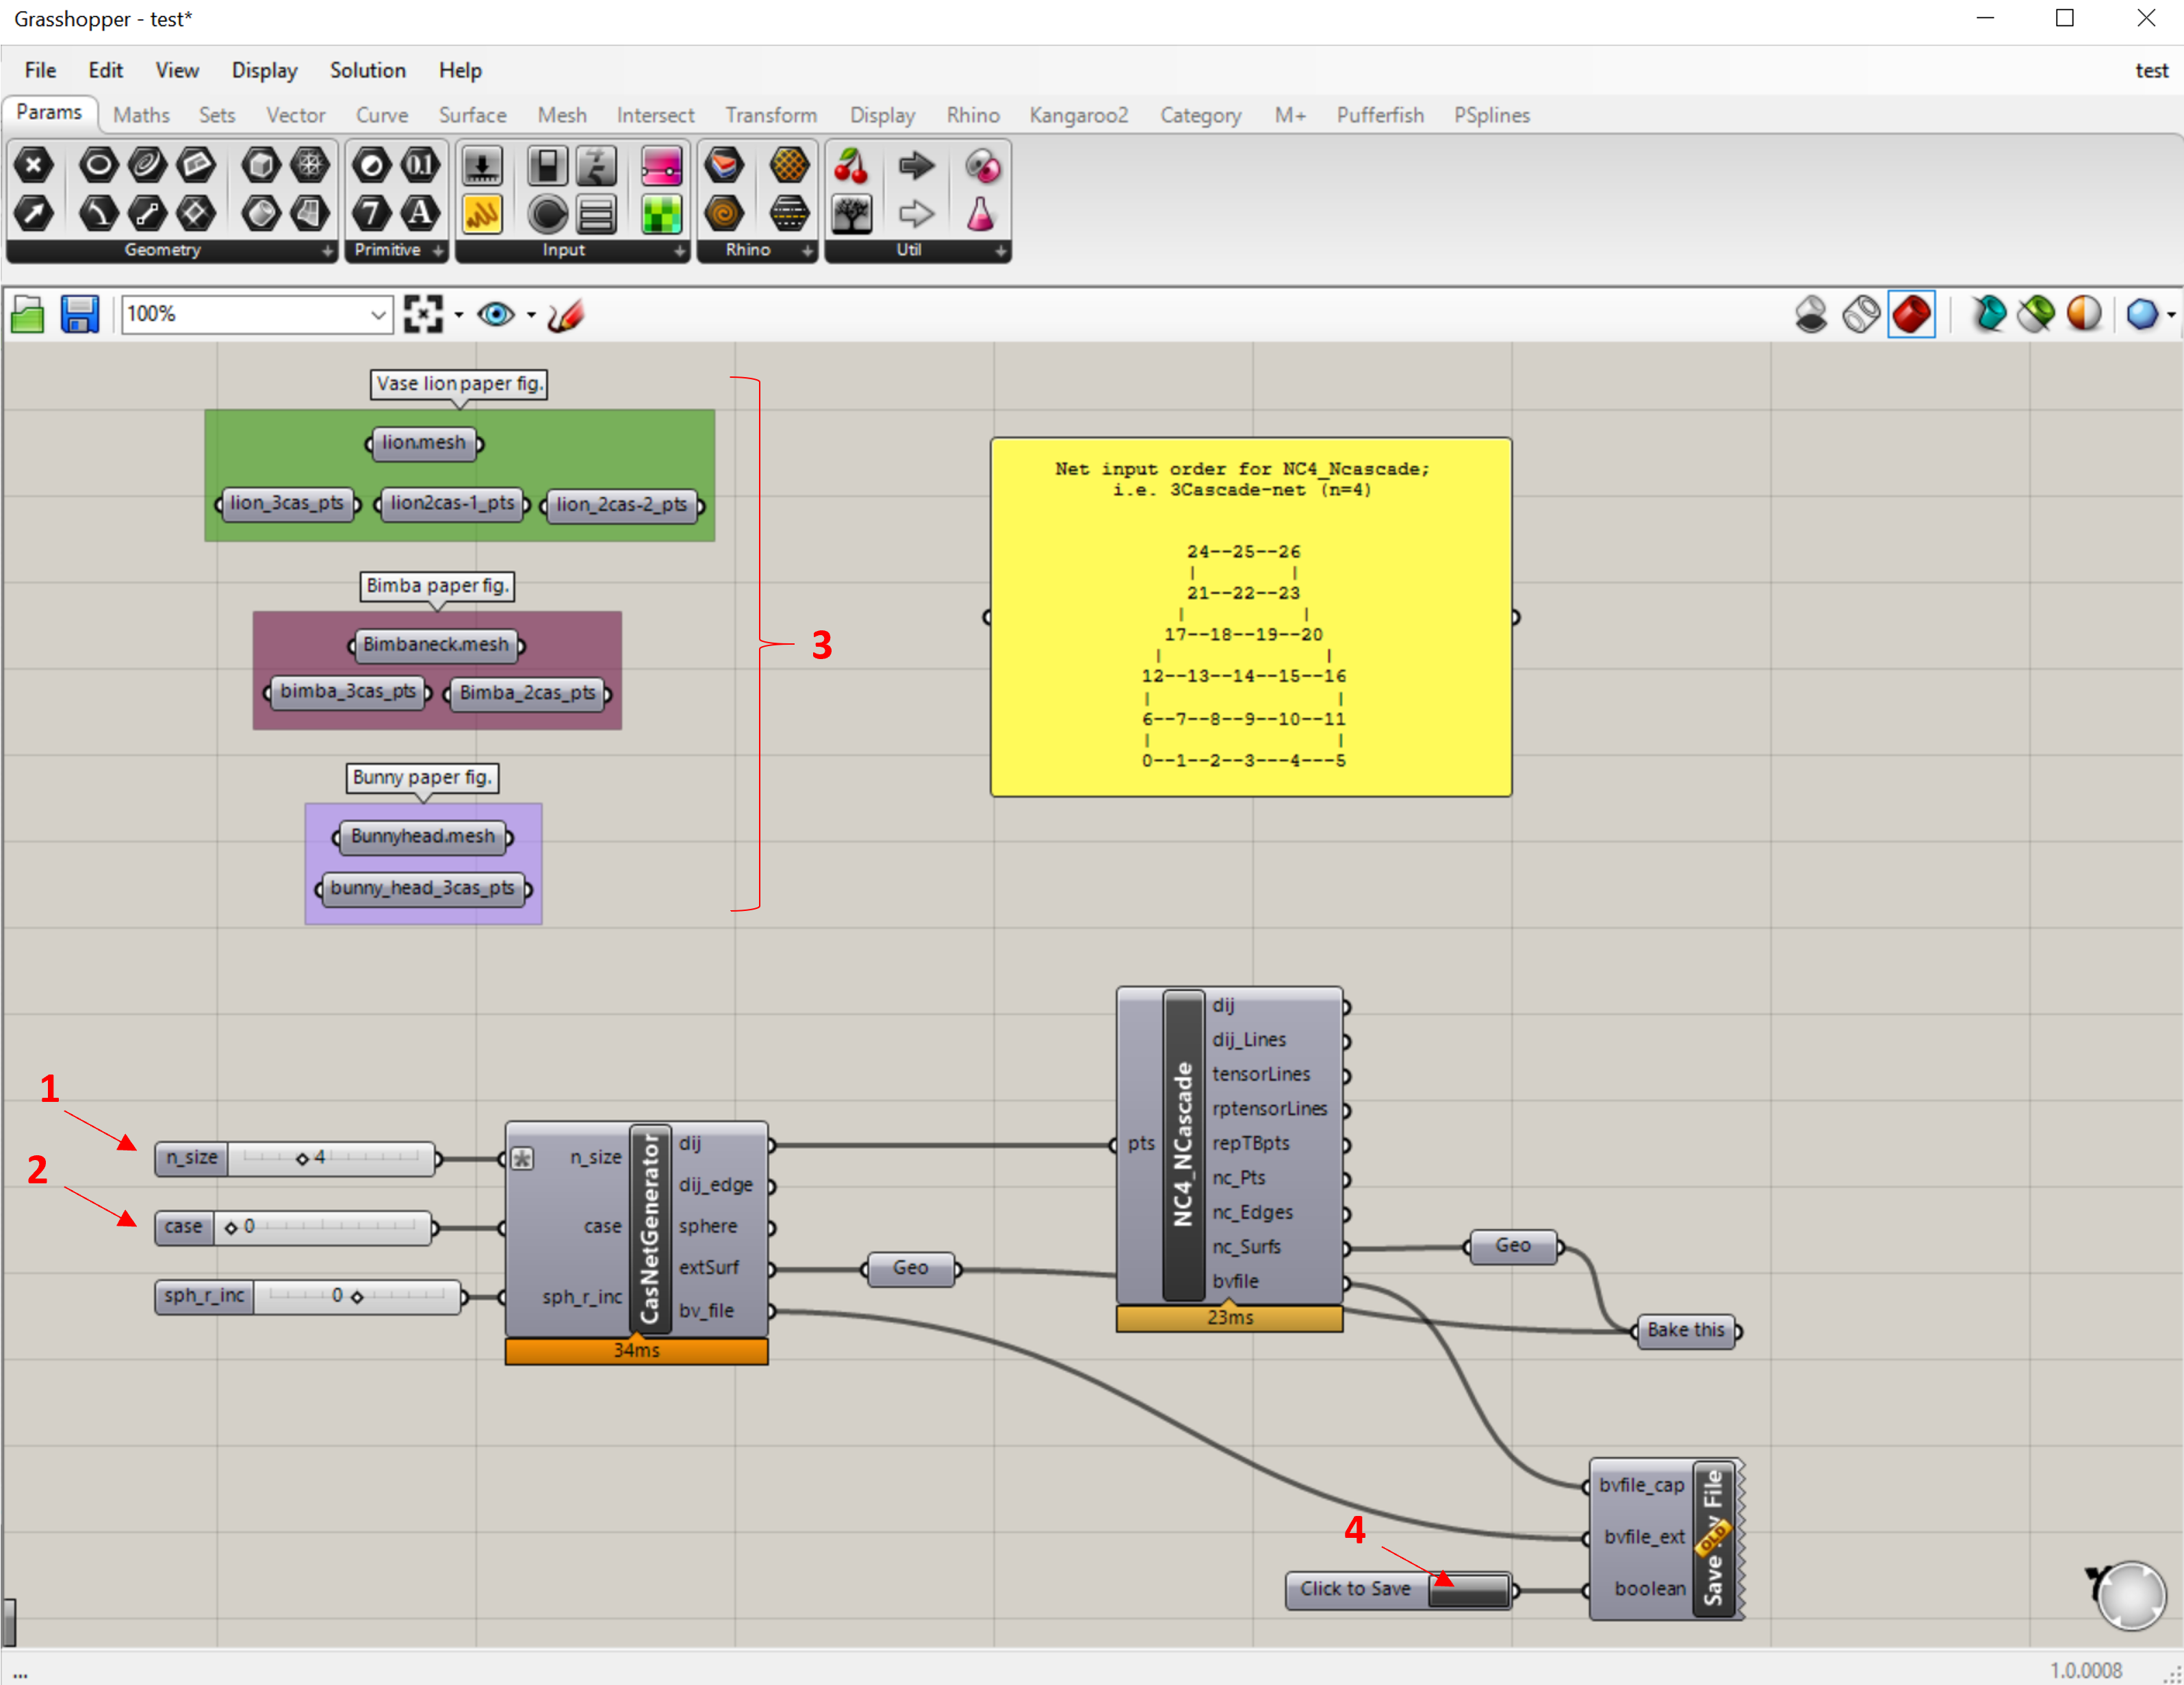 Grasshopper - test*
File Edit View Display Solution Help test
Params Maths Sets Vector Curve Surface Mesh Intersect Transform Display Rhino Kangaroo2 Category M+ Pufferfish PSplines
0.1
7 A
Geometry Primitive Input Rhino Util
100%
Vase lion paper fig.
lion.mesh
lion_3cas_pts lion2cas-1_pts lion_2cas-2_pts
Bimba paper fig.
Bimbaneck.mesh
bimba_3cas_pts Bimba_2cas_pts
Bunny paper fig.
Bunnyhead.mesh
bunny_head_3cas_pts
3
Net input order for NC4_Ncascade;
i.e. 3Cascade-net (n=4)
24--25--26
| |
21--22--23
| |
17--18--19--20
| |
12--13--14--15--16
| |
6--7--8--9--10--11
| |
0--1--2--3---4---5
1
n_size 4
2
case 0
sph_r_inc 0
n_size
case
sph_r_inc
CasNetGenerator
dij
dij_edge
sphere
extSurf
bv_file
34ms
Geo
pts
NC4_NCascade
dij
dij_Lines
tensorLines
rptensorLines
repTBpts
nc_Pts
nc_Edges
nc_Surfs
bvfile
23ms
Geo
Bake this
4
Click to Save
bvfile_cap
bvfile_ext
boolean
Save File
OLD
...
1.0.0008